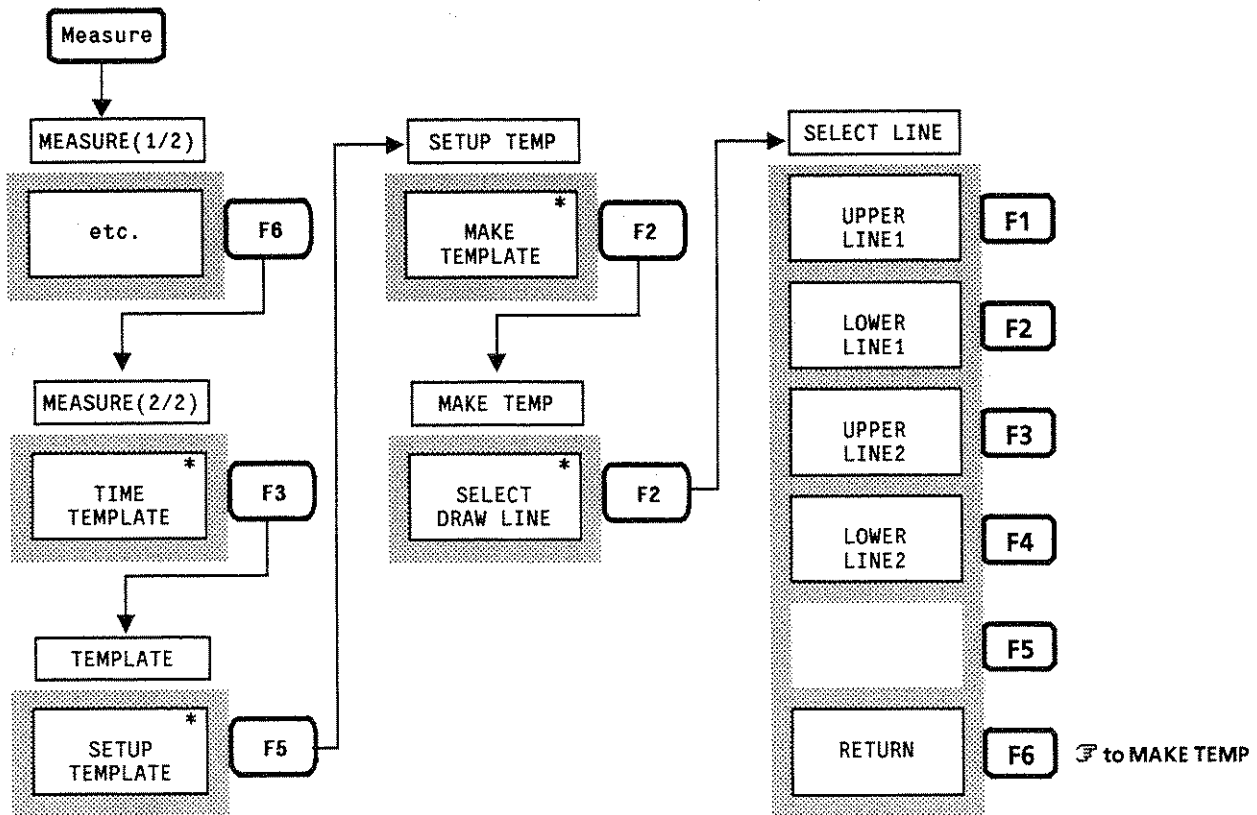 Measure
MEASURE(1/2)
etc.
F6
MEASURE(2/2)
*
TIME
TEMPLATE
F3
TEMPLATE
*
SETUP
TEMPLATE
F5
SETUP TEMP
*
MAKE
TEMPLATE
F2
MAKE TEMP
*
SELECT
DRAW LINE
F2
SELECT LINE
UPPER
LINE1
F1
LOWER
LINE1
F2
UPPER
LINE2
F3
LOWER
LINE2
F4
F5
RETURN
F6
☞ to MAKE TEMP